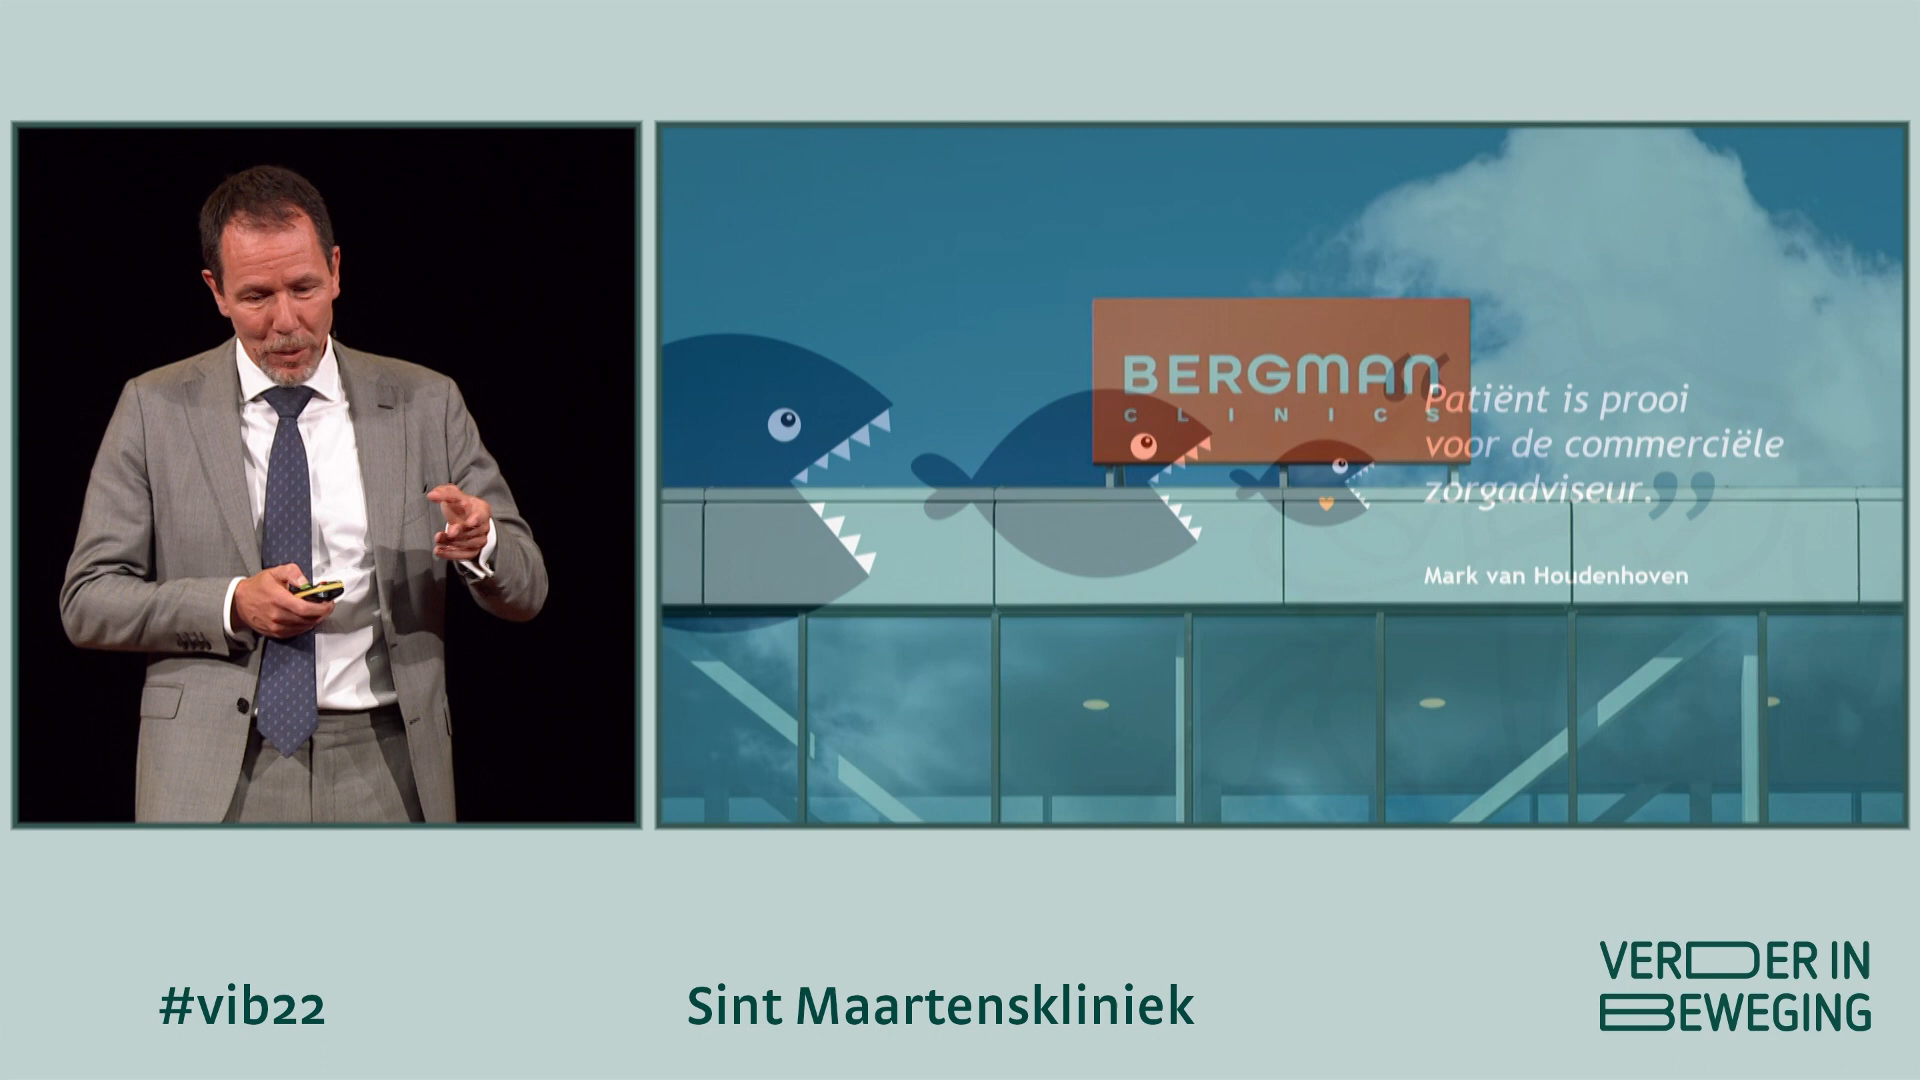 BERGMAN
CLINICS
“Patiënt is prooi
voor de commerciële
zorgadviseur.”
Mark van Houdenhoven
#vib22
Sint Maartenskliniek
VERDER IN
BEWEGING